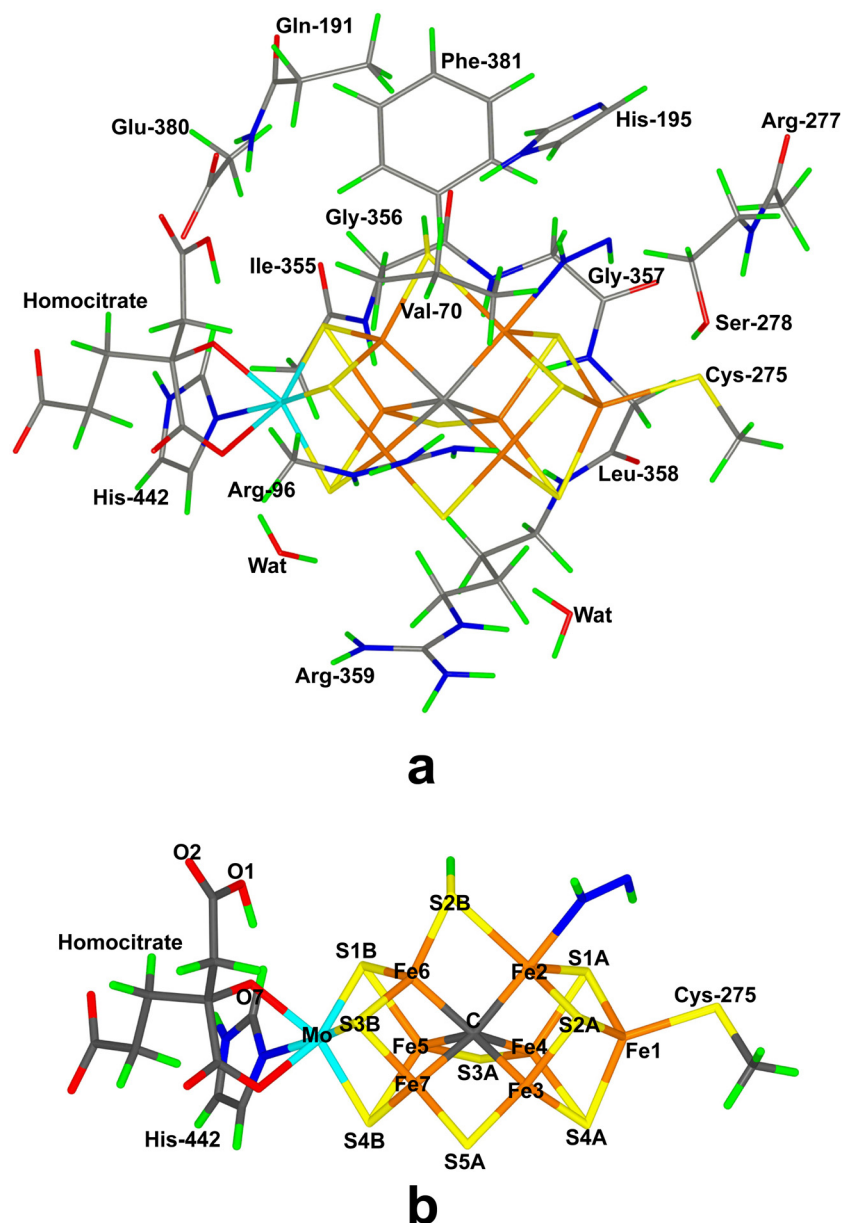 Gln-191
Phe-381
Glu-380
His-195
Arg-277
Gly-356
Ile-355
Gly-357
Homocitrate
Val-70
Ser-278
Cys-275
His-442
Arg-96
Leu-358
Wat
Wat
Arg-359
a
O2
O1
S2B
Homocitrate
S1B
Fe6
Fe2
S1A
Cys-275
O7
Mo
S3B
C
S2A
Fe5
Fe4
Fe1
S3A
Fe7
Fe3
His-442
S4B
S5A
S4A
b